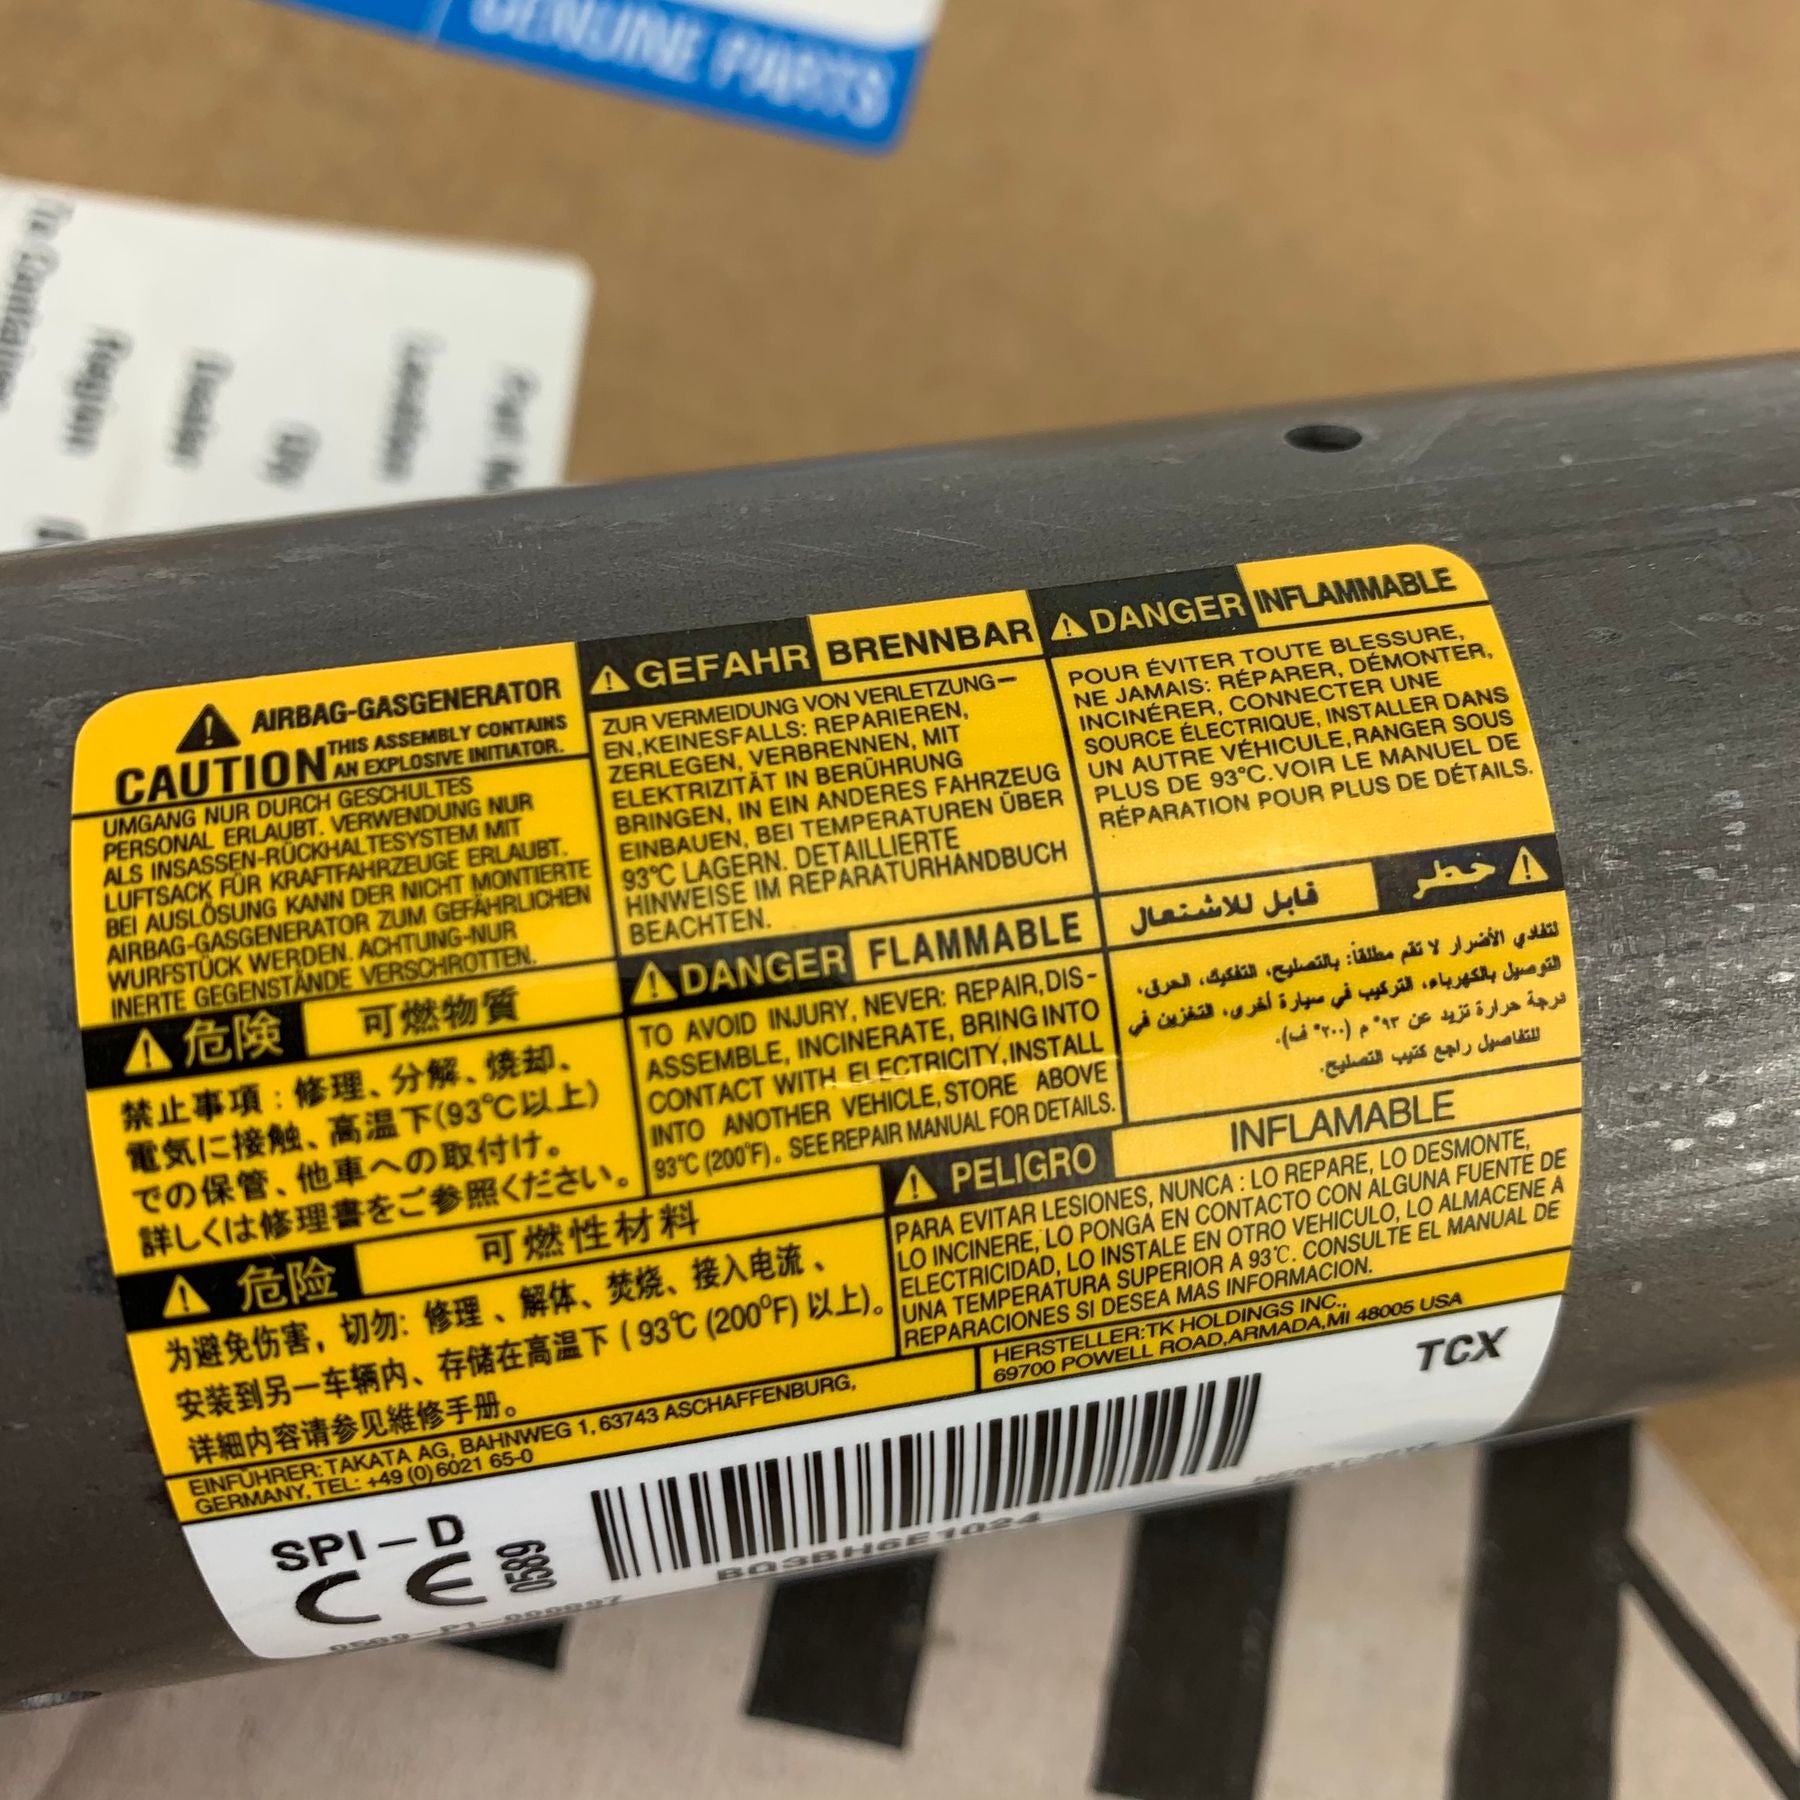 GENUINE PARTS
Tx Container
Region
Dealer
Qty
Location
Part N
AIRBAG-GASGENERATOR
CAUTION THIS ASSEMBLY CONTAINS
AN EXPLOSIVE INITIATOR.
UMGANG NUR DURCH GESCHULTES
PERSONAL ERLAUBT. VERWENDUNG NUR
ALS INSASSEN-RÜCKHALTESYSTEM MIT
LUFTSACK FÜR KRAFTFAHRZEUGE ERLAUBT.
BEI AUSLÖSUNG KANN DER NICHT MONTIERTE
AIRBAG-GASGENERATOR ZUM GEFÄHRLICHEN
WURFSTÜCK WERDEN. ACHTUNG-NUR
INERTE GEGENSTÄNDE VERSCHROTTEN.
GEFAHR BRENNBAR
ZUR VERMEIDUNG VON VERLETZUNG-
EN,KEINESFALLS: REPARIEREN,
ZERLEGEN, VERBRENNEN, MIT
ELEKTRIZITÄT IN BERÜHRUNG
BRINGEN, IN EIN ANDERES FAHRZEUG
EINBAUEN, BEI TEMPERATUREN ÜBER
93°C LAGERN. DETAILLIERTE
HINWEISE IM REPARATURHANDBUCH
BEACHTEN.
DANGER INFLAMMABLE
POUR ÉVITER TOUTE BLESSURE,
NE JAMAIS: RÉPARER, DÉMONTER,
INCINÉRER, CONNECTER UNE
SOURCE ÉLECTRIQUE, INSTALLER DANS
UN AUTRE VÉHICULE,RANGER SOUS
PLUS DE 93°C.VOIR LE MANUEL DE
RÉPARATION POUR PLUS DE DÉTAILS.
خطر قابل للاشتعال
لتفادي الأضرار لا تقم مطلقاً: بالتصليح، التفكيك، الحرق،
التوصيل بالكهرباء، التركيب في سيارة أخرى، التخزين في
درجة حرارة تزيد عن ٩٣° م (٢٠٠° ف).
للتفاصيل راجع كتيب التصليح.
危険 可燃物質
禁止事項：修理、分解、焼却、
電気に接触、高温下(93°C以上)
での保管、他車への取付け。
詳しくは修理書をご参照ください。
DANGER FLAMMABLE
TO AVOID INJURY, NEVER: REPAIR,DIS-
ASSEMBLE, INCINERATE, BRING INTO
CONTACT WITH ELECTRICITY,INSTALL
INTO ANOTHER VEHICLE,STORE ABOVE
93°C (200°F). SEE REPAIR MANUAL FOR DETAILS.
危险 可燃性材料
为避免伤害，切勿: 修理、解体、焚烧、接入电流、
安装到另一车辆内、存储在高温下 (93℃ (200°F) 以上)。
详細内容请参见維修手册。
PELIGRO INFLAMABLE
PARA EVITAR LESIONES, NUNCA : LO REPARE, LO DESMONTE,
LO INCINERE, LO PONGA EN CONTACTO CON ALGUNA FUENTE DE
ELECTRICIDAD, LO INSTALE EN OTRO VEHICULO, LO ALMACENE A
UNA TEMPERATURA SUPERIOR A 93℃. CONSULTE EL MANUAL DE
REPARACIONES SI DESEA MAS INFORMACION.
EINFÜHRER: TAKATA AG, BAHNWEG 1, 63743 ASCHAFFENBURG,
GERMANY, TEL: +49 (0) 6021 65-0
HERSTELLER:TK HOLDINGS INC.,
69700 POWELL ROAD,ARMADA,MI 48005 USA
TCX
SPI-D
CE 0589
BQ3BH6E1024